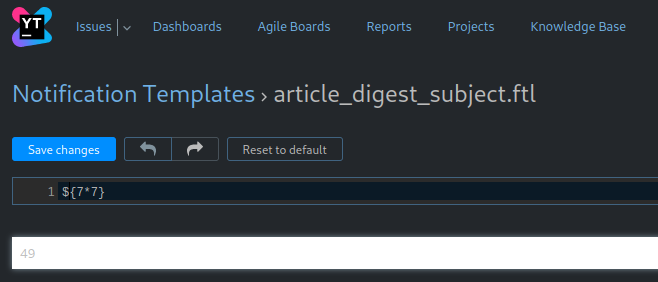 YT
Issues Dashboards Agile Boards Reports Projects Knowledge Base
Notification Templates › article_digest_subject.ftl
Save changes Reset to default
1 ${7*7}
49